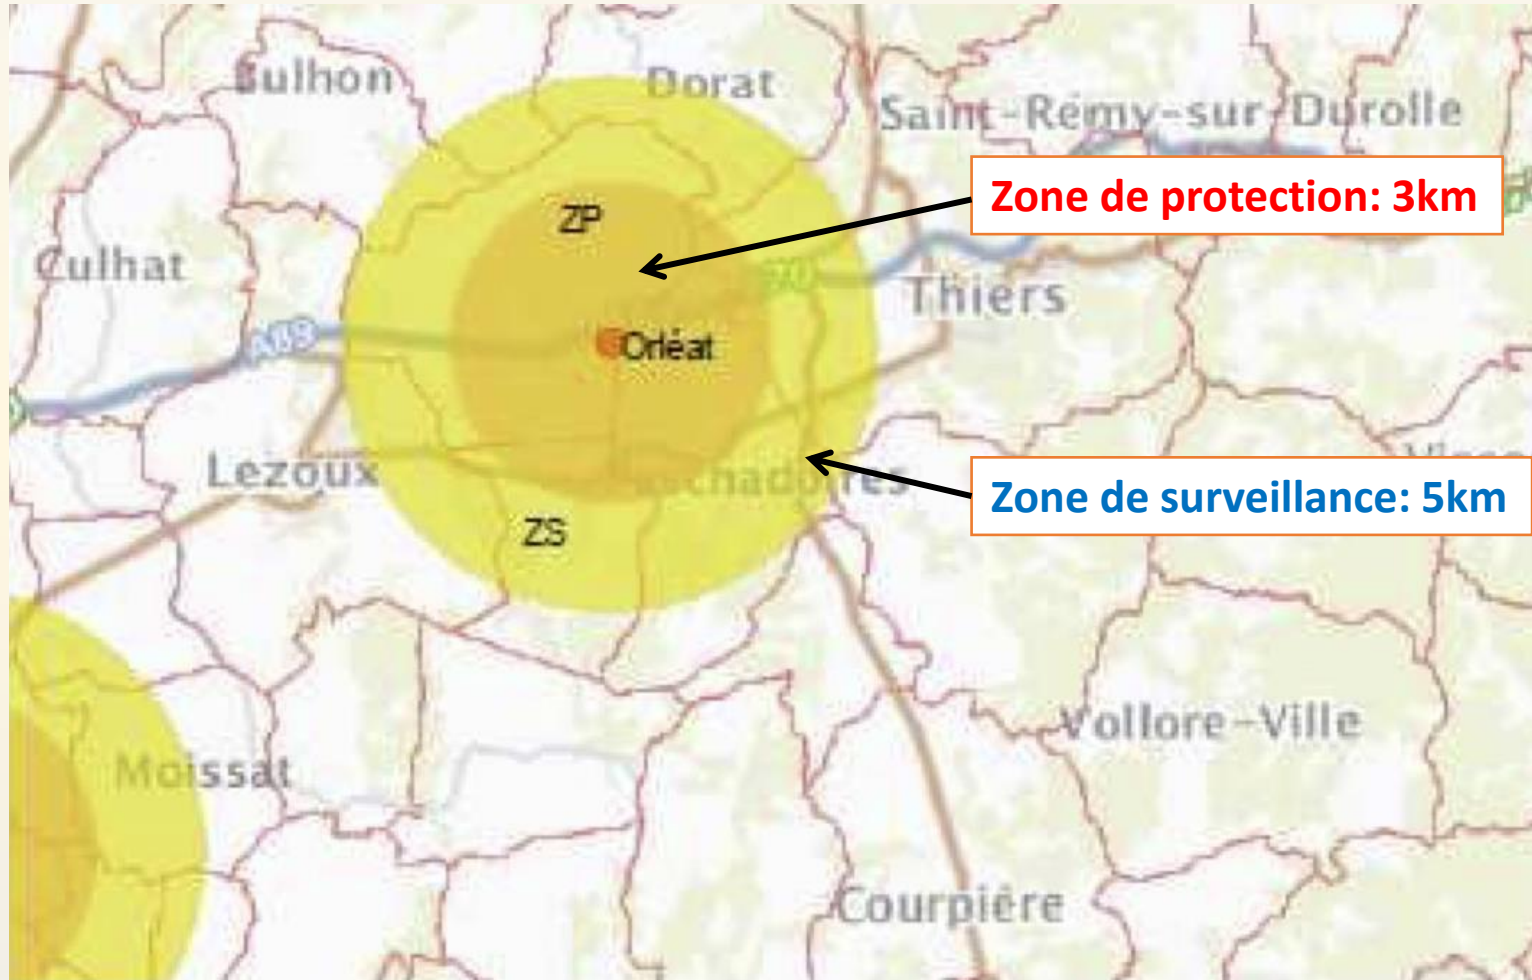 Bulhon
Dorat
Saint-Rémy-sur-Durolle
Zone de protection: 3km
ZP
Culhat
Thiers
A89
Orléat
Lezoux
Zone de surveillance: 5km
ZS
Vollore-Ville
Moissat
Courpière